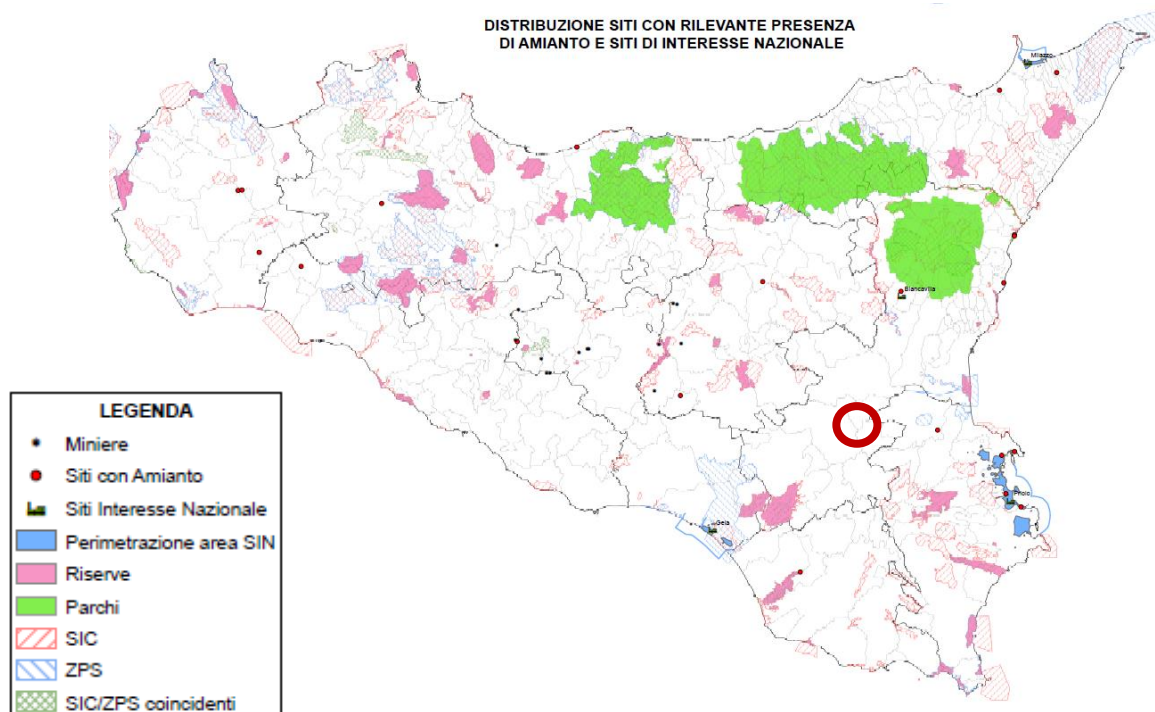 DISTRIBUZIONE SITI CON RILEVANTE PRESENZA
DI AMIANTO E SITI DI INTERESSE NAZIONALE
Milazzo
Biancavilla
Priolo
Gela
LEGENDA
Miniere
Siti con Amianto
Siti Interesse Nazionale
Perimetrazione area SIN
Riserve
Parchi
SIC
ZPS
SIC/ZPS coincidenti